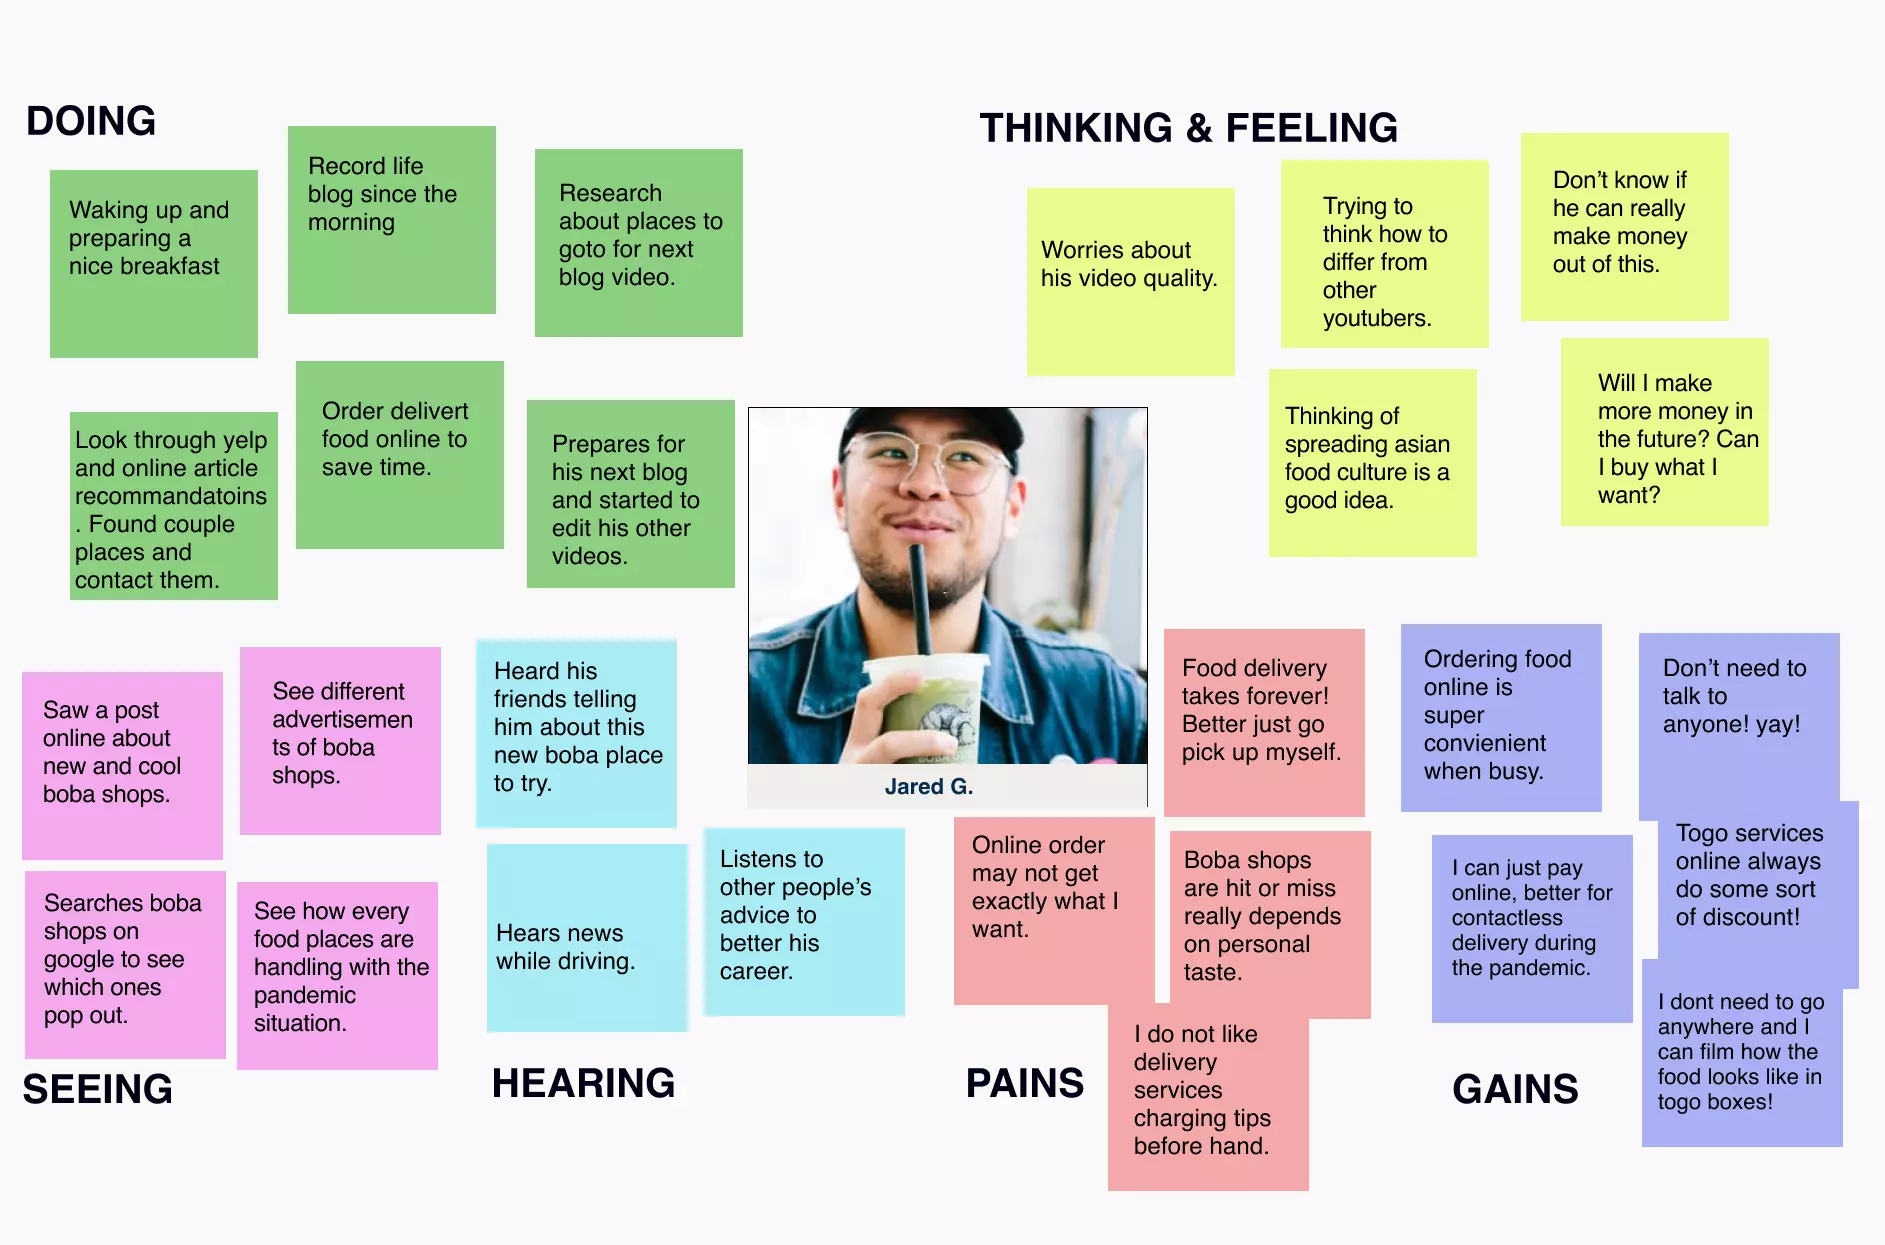 DOING
Waking up and
preparing a
nice breakfast
Record life
blog since the
morning
Research
about places to
goto for next
blog video.
Look through yelp
and online article
recommandatoins
. Found couple
places and
contact them.
Order delivert
food online to
save time.
Prepares for
his next blog
and started to
edit his other
videos.
THINKING & FEELING
Worries about
his video quality.
Trying to
think how to
differ from
other
youtubers.
Don't know if
he can really
make money
out of this.
Thinking of
spreading asian
food culture is a
good idea.
Will I make
more money in
the future? Can
I buy what I
want?
Jared G.
Saw a post
online about
new and cool
boba shops.
See different
advertisemen
ts of boba
shops.
Searches boba
shops on
google to see
which ones
pop out.
See how every
food places are
handling with the
pandemic
situation.
SEEING
Heard his
friends telling
him about this
new boba place
to try.
Hears news
while driving.
Listens to
other people's
advice to
better his
career.
HEARING
Food delivery
takes forever!
Better just go
pick up myself.
Online order
may not get
exactly what I
want.
Boba shops
are hit or miss
really depends
on personal
taste.
I do not like
delivery
services
charging tips
before hand.
PAINS
Ordering food
online is
super
convienient
when busy.
Don't need to
talk to
anyone! yay!
I can just pay
online, better for
contactless
delivery during
the pandemic.
Togo services
online always
do some sort
of discount!
I dont need to go
anywhere and I
can film how the
food looks like in
togo boxes!
GAINS